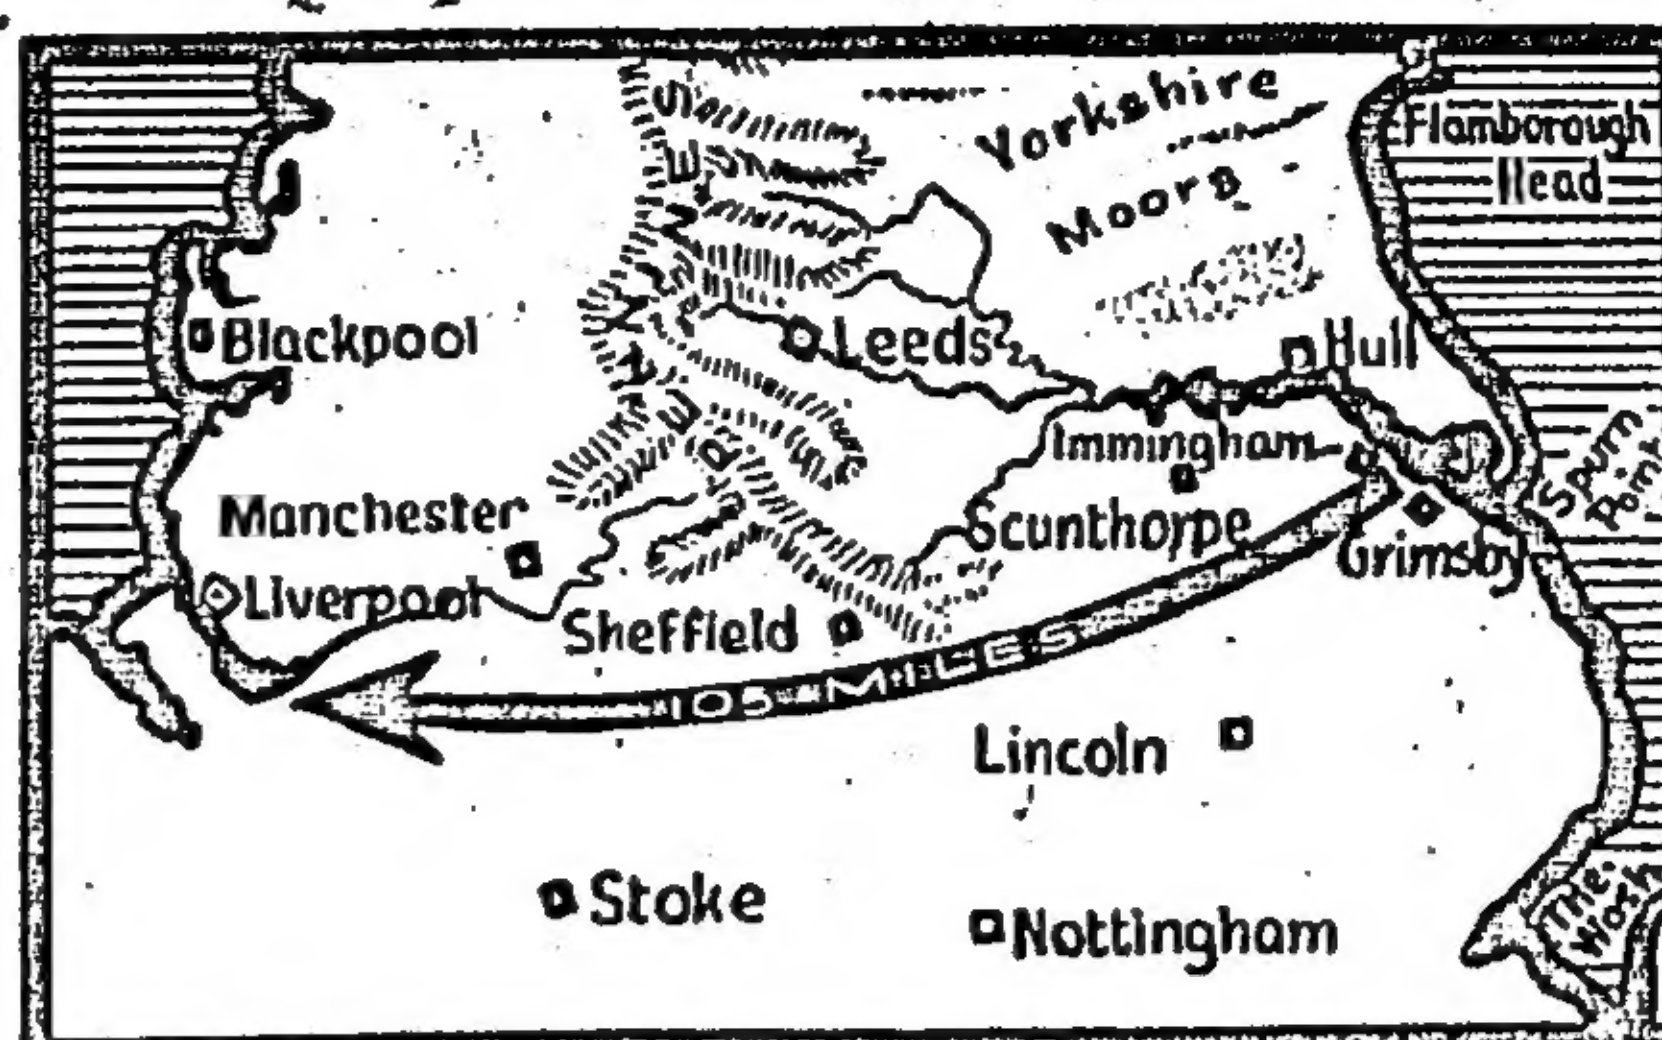 Yorkshire
Moors
Flamborough
Head
PENNINES
Blackpool
Leeds
Hull
Immingham
Spurn
Point
Manchester
Scunthorpe
Grimsby
Liverpool
Sheffield
105 MILES
Lincoln
Stoke
Nottingham
The
Wash